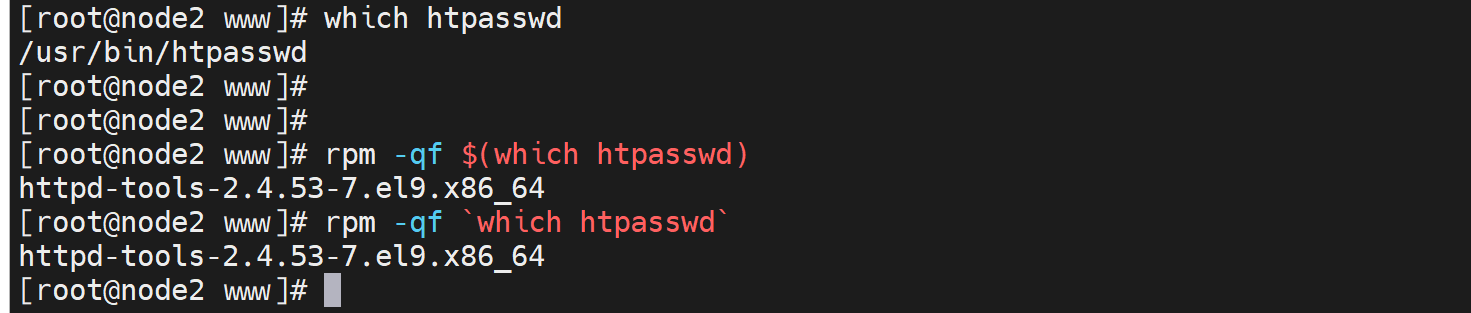 [root@node2 www]# which htpasswd
/usr/bin/htpasswd
[root@node2 www]#
[root@node2 www]#
[root@node2 www]# rpm -qf $(which htpasswd)
httpd-tools-2.4.53-7.el9.x86_64
[root@node2 www]# rpm -qf `which htpasswd`
httpd-tools-2.4.53-7.el9.x86_64
[root@node2 www]#